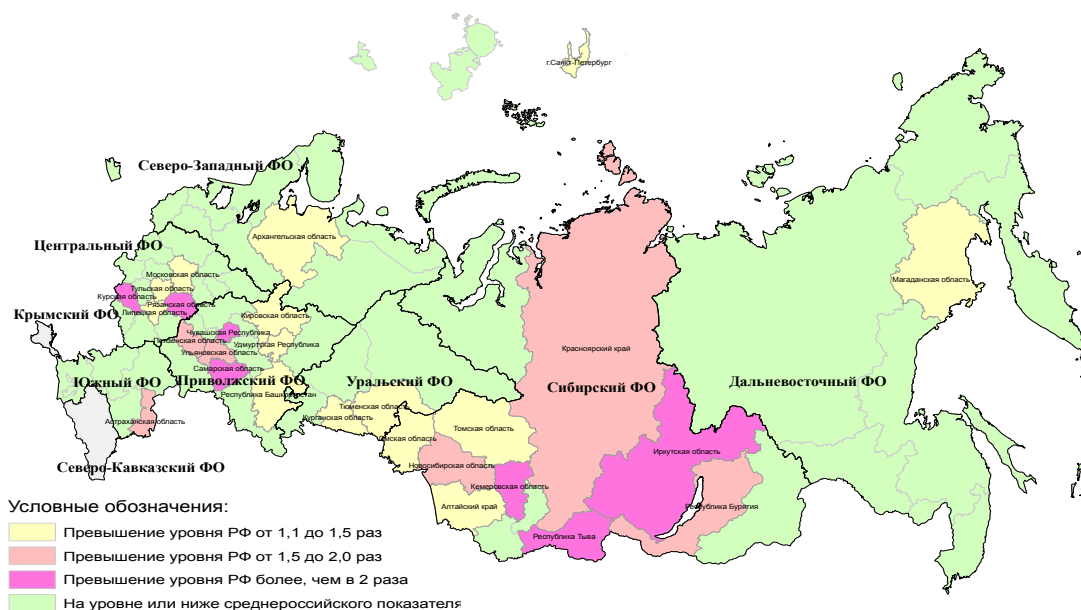 г.Санкт-Петербург
Северо-Западный ФО
Архангельская область
Центральный ФО
Московская область
Магаданская область
Тульская область
Курская область
Рязанская область
Липецкая область
Кировская область
Крымский ФО
Чувашская Республика
Пензенская область
Удмуртская Республика
Ульяновская область
Красноярский край
Самарская область
Южный ФО
Приволжский ФО
Уральский ФО
Сибирский ФО
Дальневосточный ФО
Республика Башкортостан
Тюменская область
Курганская область
Астраханская область
Томская область
Омская область
Иркутская область
Северо-Кавказский ФО
Новосибирская область
Кемеровская область
Алтайский край
Республика Бурятия
Республика Тыва
Условные обозначения:
Превышение уровня РФ от 1,1 до 1,5 раз
Превышение уровня РФ от 1,5 до 2,0 раз
Превышение уровня РФ более, чем в 2 раза
На уровне или ниже среднероссийского показателя